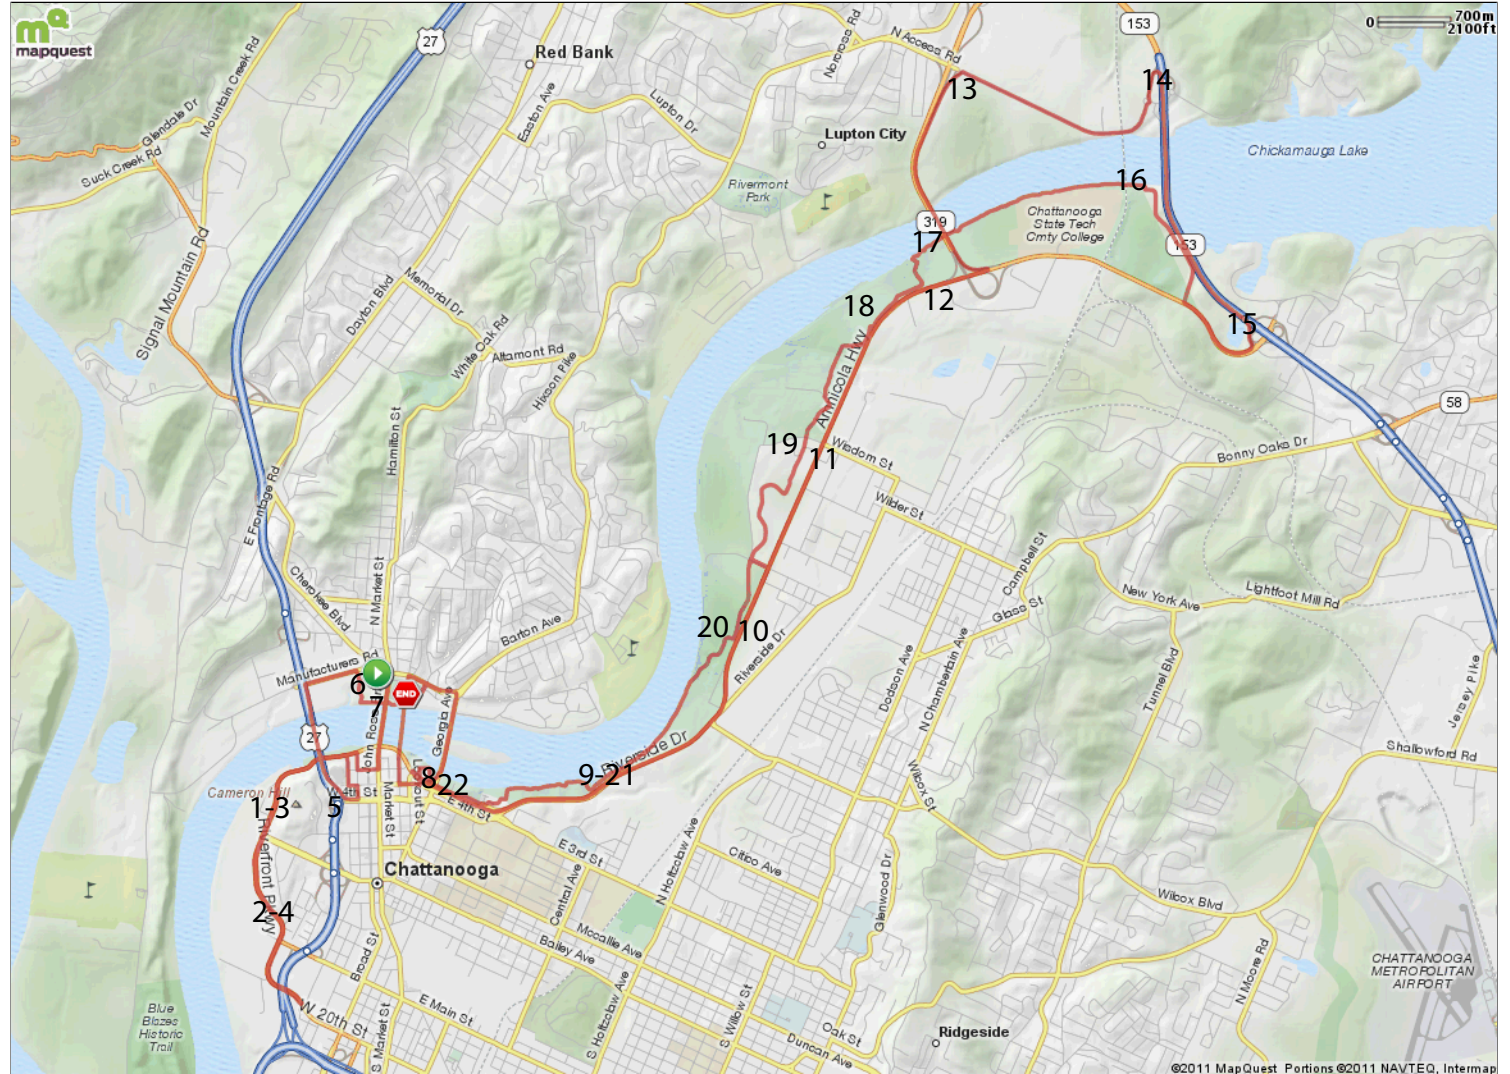 mapquest
27
Red Bank
N Access Rd
Norcross Rd
153
0 700m
2100ft
Mountain Creek Rd
Glendale Dr
Suck Creek Rd
Easton Ave
Lupton Dr
Lupton City
13
14
Chickamauga Lake
Rivermont
Park
16
Chattanooga
State Tech
Cmty College
319
17
153
Signal Mountain Rd
Dayton Blvd
Memorial Dr
White Oak Rd
Altamont Rd
Hixson Pike
18
12
15
Amnicola Hwy
58
Hamilton St
19
11
Wisdom St
Wilder St
Bonny Oaks Dr
E Frontage Rd
Campbell St
Cherokee Blvd
N Market St
Barton Ave
Glass St
New York Ave
Lightfoot Mill Rd
20
10
Riverside Dr
Manufacturers Rd
6
END
7
Georgia Ave
Dodson Ave
N Chamberlain Ave
Tunnel Blvd
Jersey Pike
27
John Ross
Riverside Dr
Shallowford Rd
8
22
9-21
Cameron Hill
1-3
5
W 4th St
Market St
E 4th St
Wilcox St
Riverfront Pkwy
Chattanooga
E 3rd St
Citico Ave
N Holtzclaw Ave
Glenwood Dr
Wilcox Blvd
2-4
Central Ave
Mccallie Ave
Bailey Ave
Broad St
N Moore Rd
CHATTANOOGA
METROPOLITAN
AIRPORT
Blue
Blazes
Historic
Trail
W 20th St
E Main St
S Market St
S Holtzclaw Ave
S Willow St
Oak St
Duncan Ave
Ridgeside
©2011 MapQuest Portions ©2011 NAVTEQ, Intermap